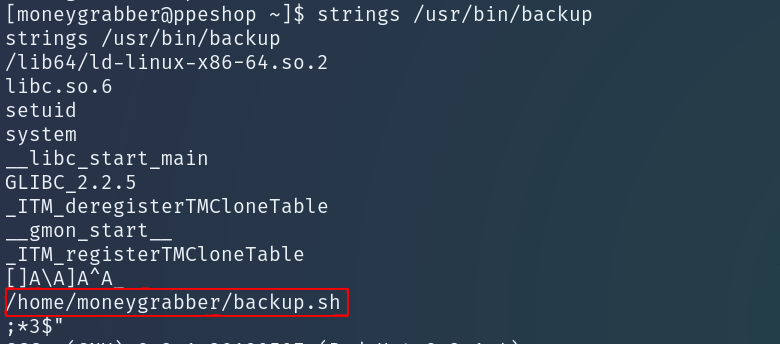 [moneygrabber@ppeshop ~]$ strings /usr/bin/backup
strings /usr/bin/backup
/lib64/ld-linux-x86-64.so.2
libc.so.6
setuid
system
__libc_start_main
GLIBC_2.2.5
_ITM_deregisterTMCloneTable
__gmon_start__
_ITM_registerTMCloneTable
[]A\A]A^A_
/home/moneygrabber/backup.sh
;*3$"